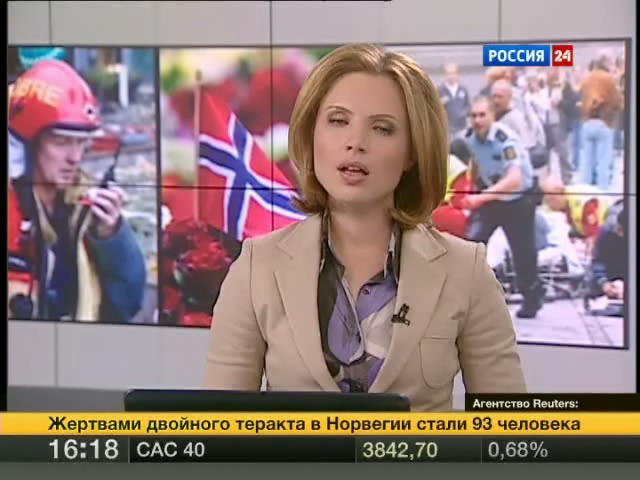 РОССИЯ 24
BRE
Агентство Reuters:
Жертвами двойного теракта в Норвегии стали 93 человека
16:18 CAC 40 3842,70 0,68%